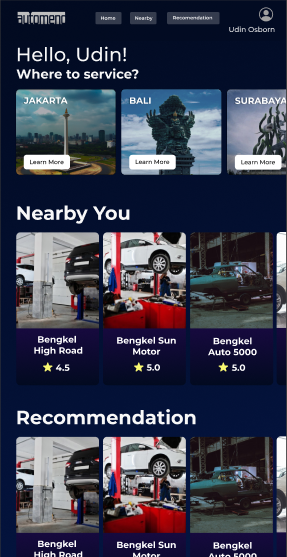 automend
Home Nearby Recomendation
Udin Osborn
Hello, Udin!
Where to service?
JAKARTA BALI SURABAYA
Learn More Learn More Learn More
Nearby You
Bengkel
High Road
4.5
Bengkel Sun
Motor
5.0
Bengkel
Auto 5000
5.0
Recommendation
Bengkel
High Road
Bengkel Sun
Motor
Bengkel
Auto 5000